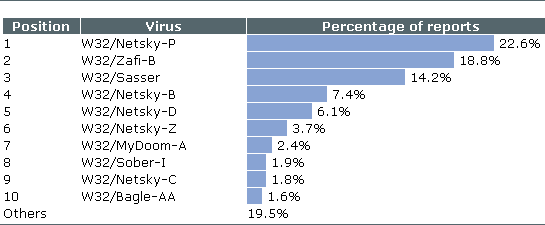 Position Virus Percentage of reports
1 W32/Netsky-P 22.6%
2 W32/Zafi-B 18.8%
3 W32/Sasser 14.2%
4 W32/Netsky-B 7.4%
5 W32/Netsky-D 6.1%
6 W32/Netsky-Z 3.7%
7 W32/MyDoom-A 2.4%
8 W32/Sober-I 1.9%
9 W32/Netsky-C 1.8%
10 W32/Bagle-AA 1.6%
Others 19.5%